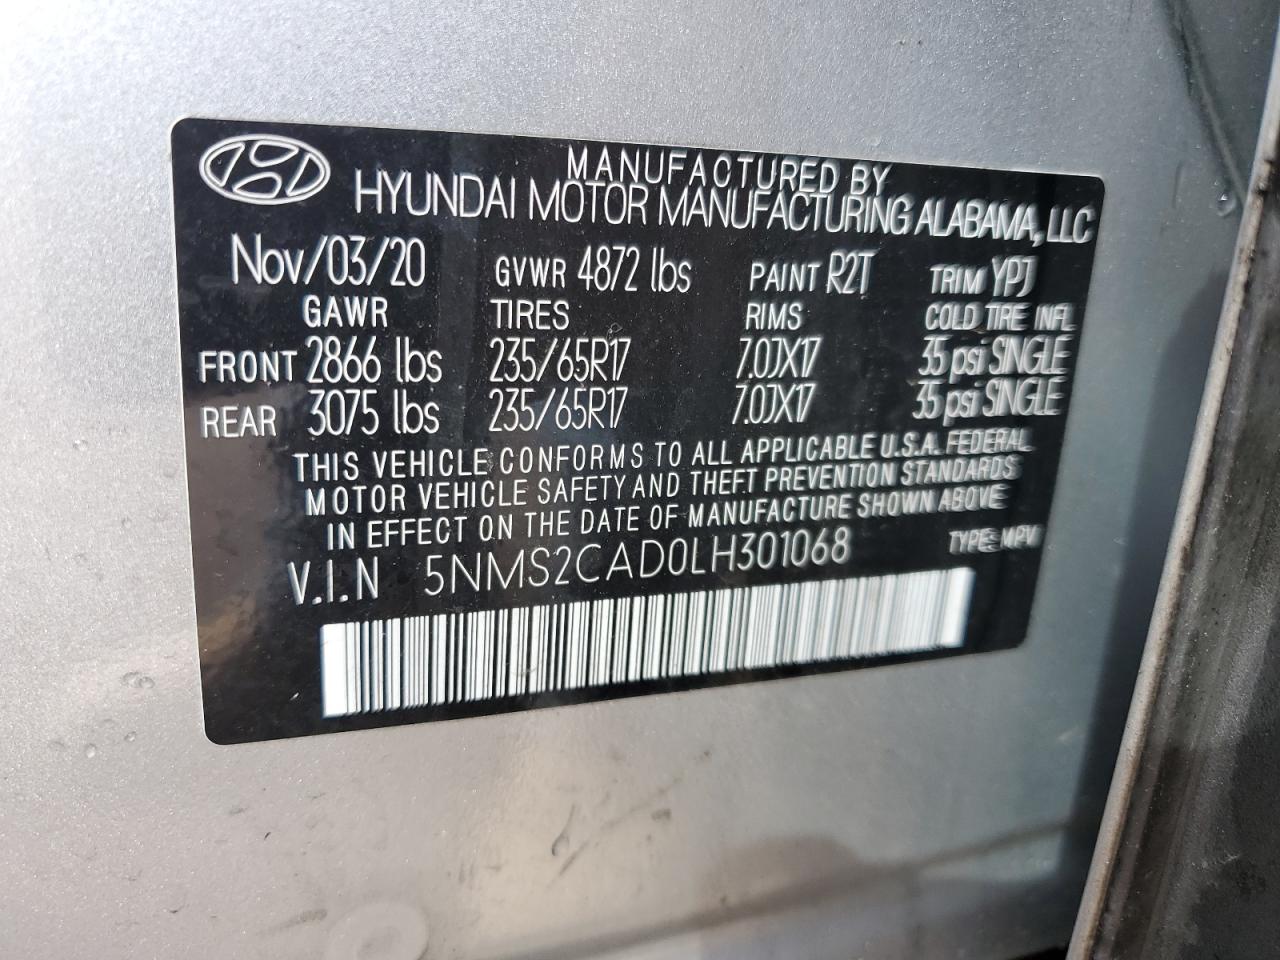 MANUFACTURED BY
HYUNDAI MOTOR MANUFACTURING ALABAMA, LLC
Nov/03/20 GVWR 4872 lbs PAINT R2T TRIM YPJ
GAWR TIRES RIMS COLD TIRE INFL
FRONT 2866 lbs 235/65R17 7.0JX17 35 psi SINGLE
REAR 3075 lbs 235/65R17 7.0JX17 35 psi SINGLE
THIS VEHICLE CONFORMS TO ALL APPLICABLE U.S.A. FEDERAL
MOTOR VEHICLE SAFETY AND THEFT PREVENTION STANDARDS
IN EFFECT ON THE DATE OF MANUFACTURE SHOWN ABOVE
V.I.N 5NMS2CAD0LH301068 TYPE: MPV